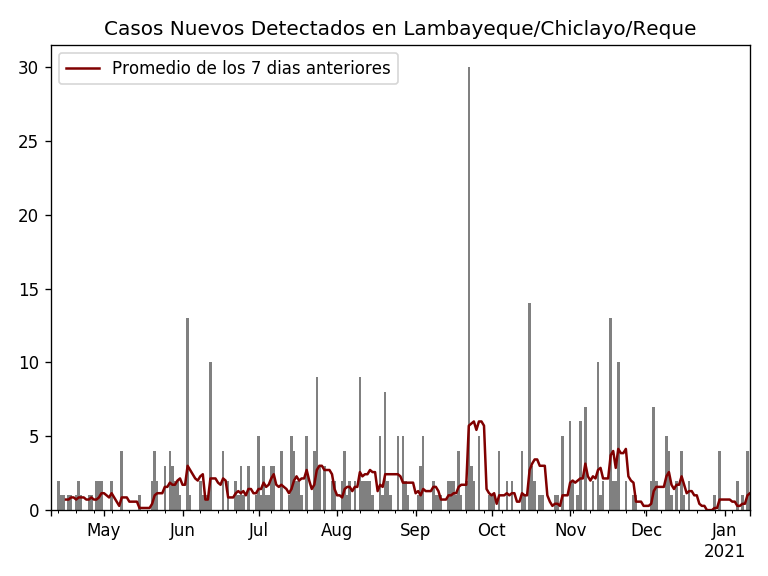 Casos Nuevos Detectados en Lambayeque/Chiclayo/Reque
Promedio de los 7 dias anteriores
30
25
20
15
10
5
0
May Jun Jul Aug Sep Oct Nov Dec Jan
2021